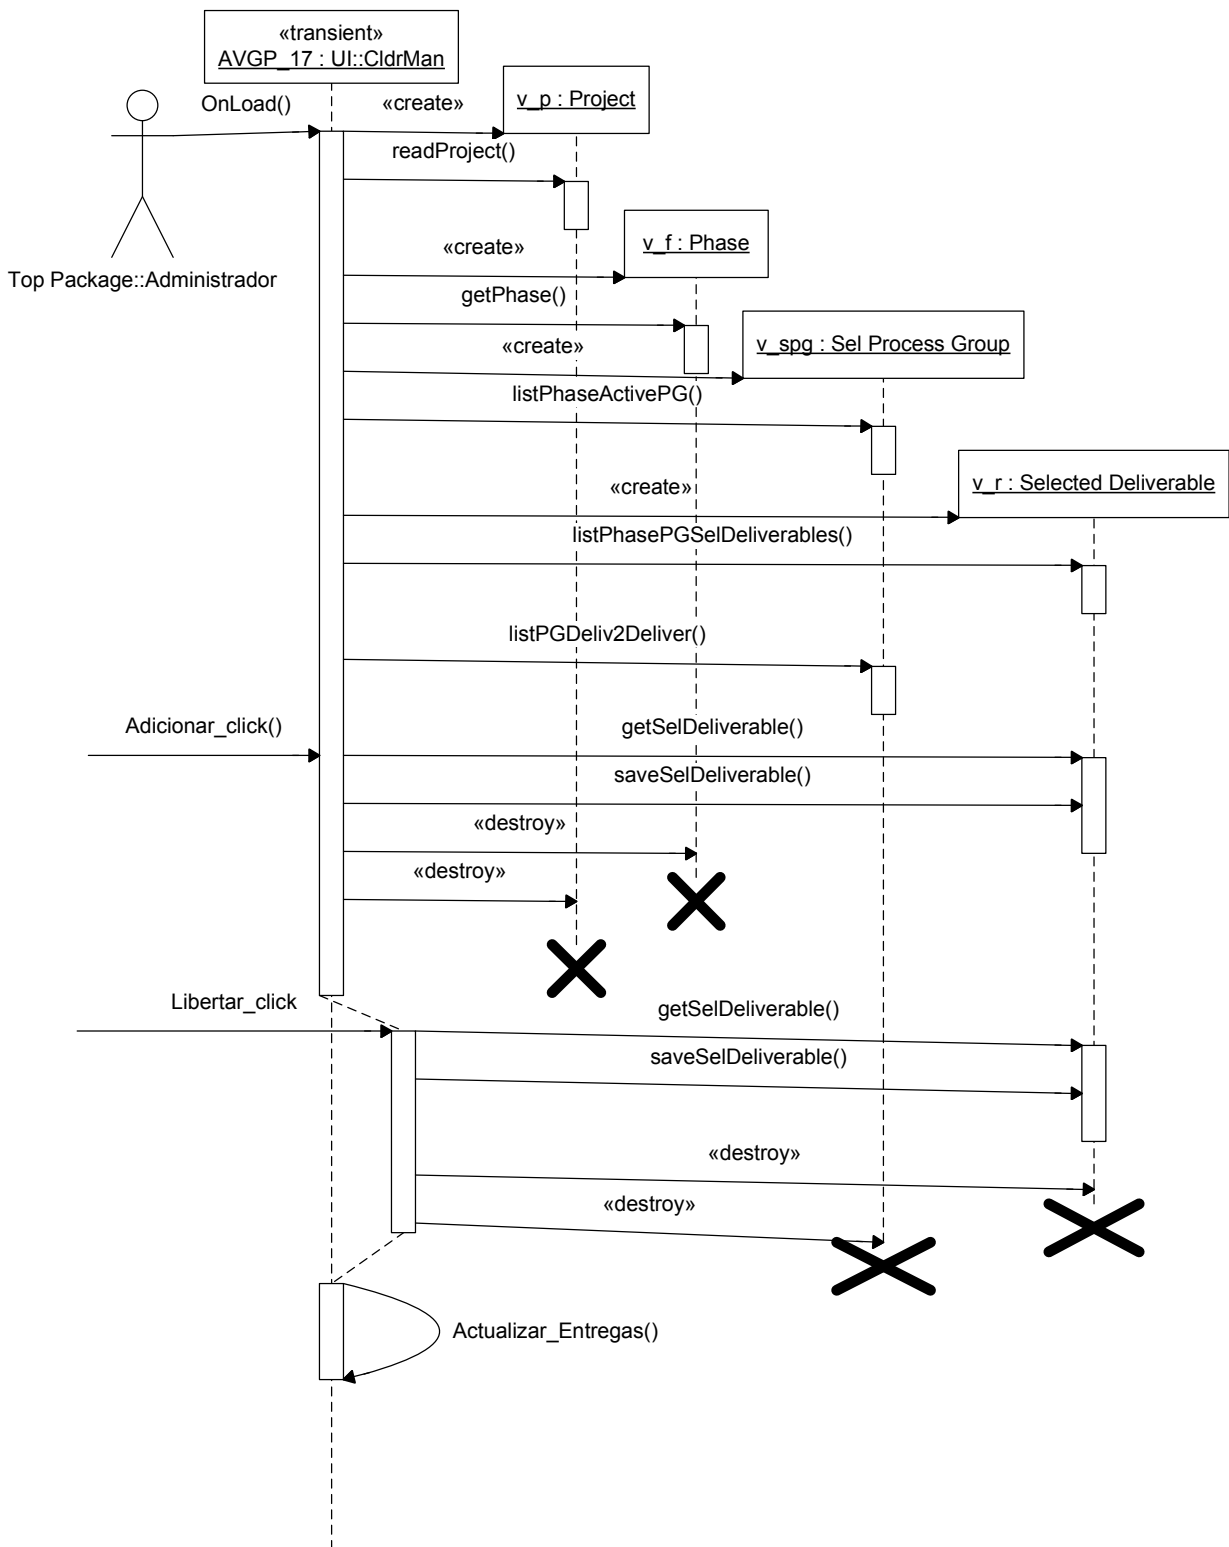 «transient»
AVGP_17 : UI::CldrMan
OnLoad()
«create»
v_p : Project
readProject()
Top Package::Administrador
«create»
v_f : Phase
getPhase()
«create»
v_spg : Sel Process Group
listPhaseActivePG()
«create»
v_r : Selected Deliverable
listPhasePGSelDeliverables()
listPGDeliv2Deliver()
Adicionar_click()
getSelDeliverable()
saveSelDeliverable()
«destroy»
«destroy»
Libertar_click
getSelDeliverable()
saveSelDeliverable()
«destroy»
«destroy»
Actualizar_Entregas()